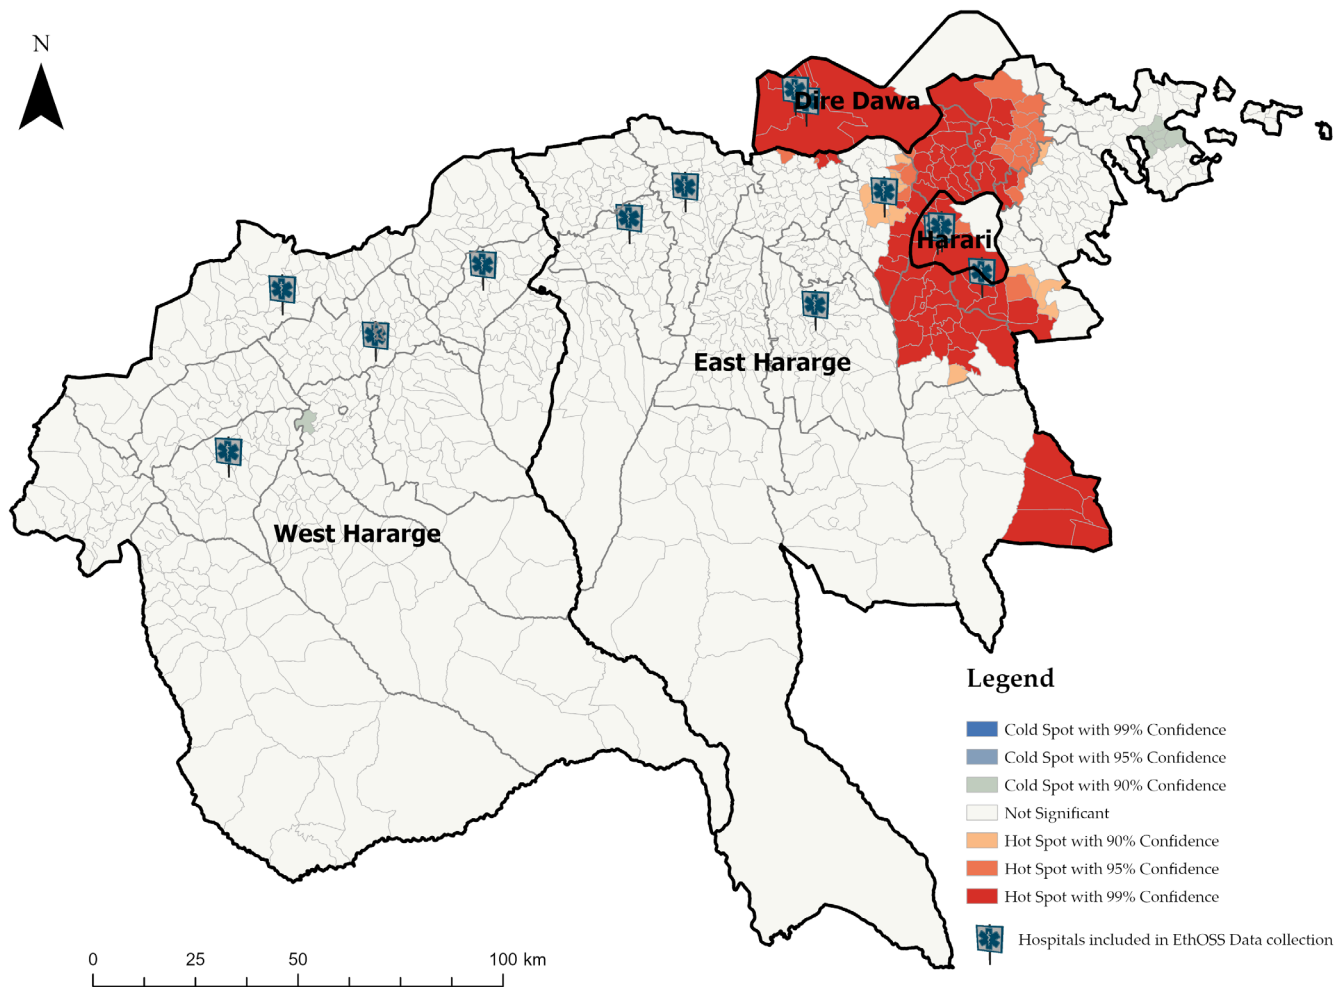 N
Dire Dawa
Harari
East Hararge
West Hararge
Legend
Cold Spot with 99% Confidence
Cold Spot with 95% Confidence
Cold Spot with 90% Confidence
Not Significant
Hot Spot with 90% Confidence
Hot Spot with 95% Confidence
Hot Spot with 99% Confidence
Hospitals included in EthOSS Data collection
0 25 50 100 km